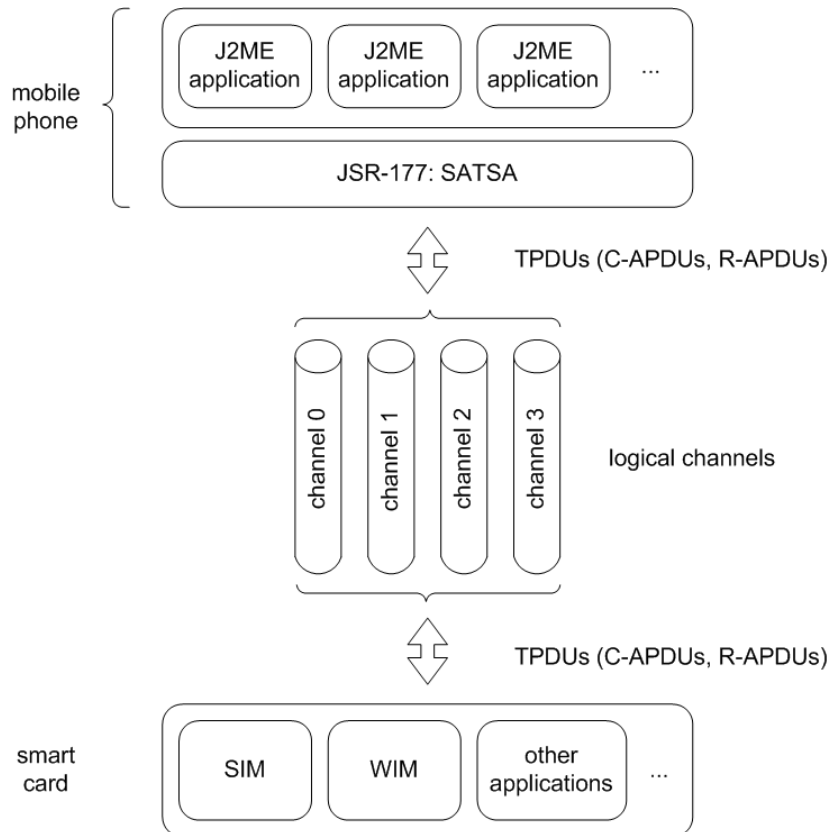 J2ME
application
J2ME
application
J2ME
application
...
mobile
phone
JSR-177: SATSA
TPDUs (C-APDUs, R-APDUs)
channel 0
channel 1
channel 2
channel 3
logical channels
TPDUs (C-APDUs, R-APDUs)
smart
card
SIM
WIM
other
applications
...